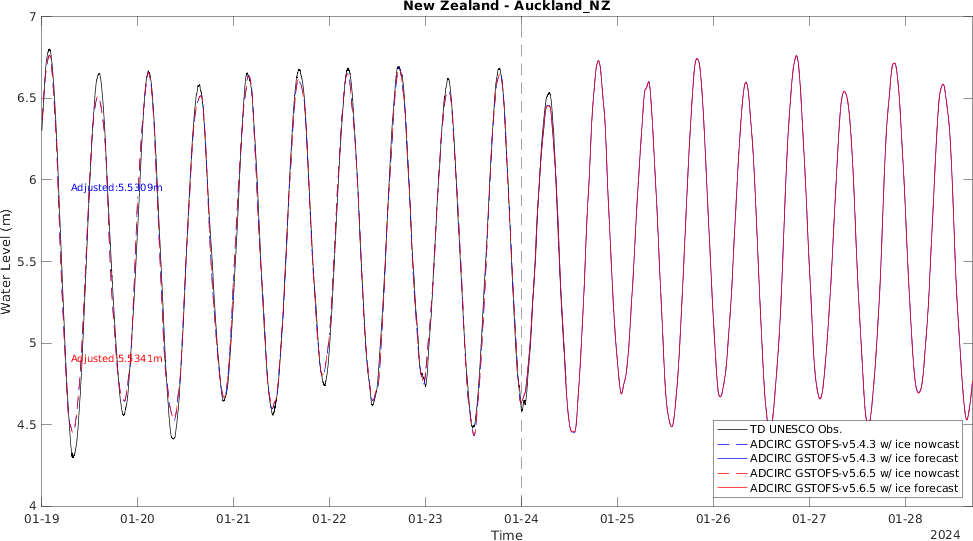 New Zealand - Auckland_NZ
7
6.5
6
5.5
5
4.5
4
Water Level (m)
Adjusted:5.5309m
Adjusted:5.5341m
TD UNESCO Obs.
ADCIRC GSTOFS-v5.4.3 w/ ice nowcast
ADCIRC GSTOFS-v5.4.3 w/ ice forecast
ADCIRC GSTOFS-v5.6.5 w/ ice nowcast
ADCIRC GSTOFS-v5.6.5 w/ ice forecast
01-19 01-20 01-21 01-22 01-23 01-24 01-25 01-26 01-27 01-28
Time
2024